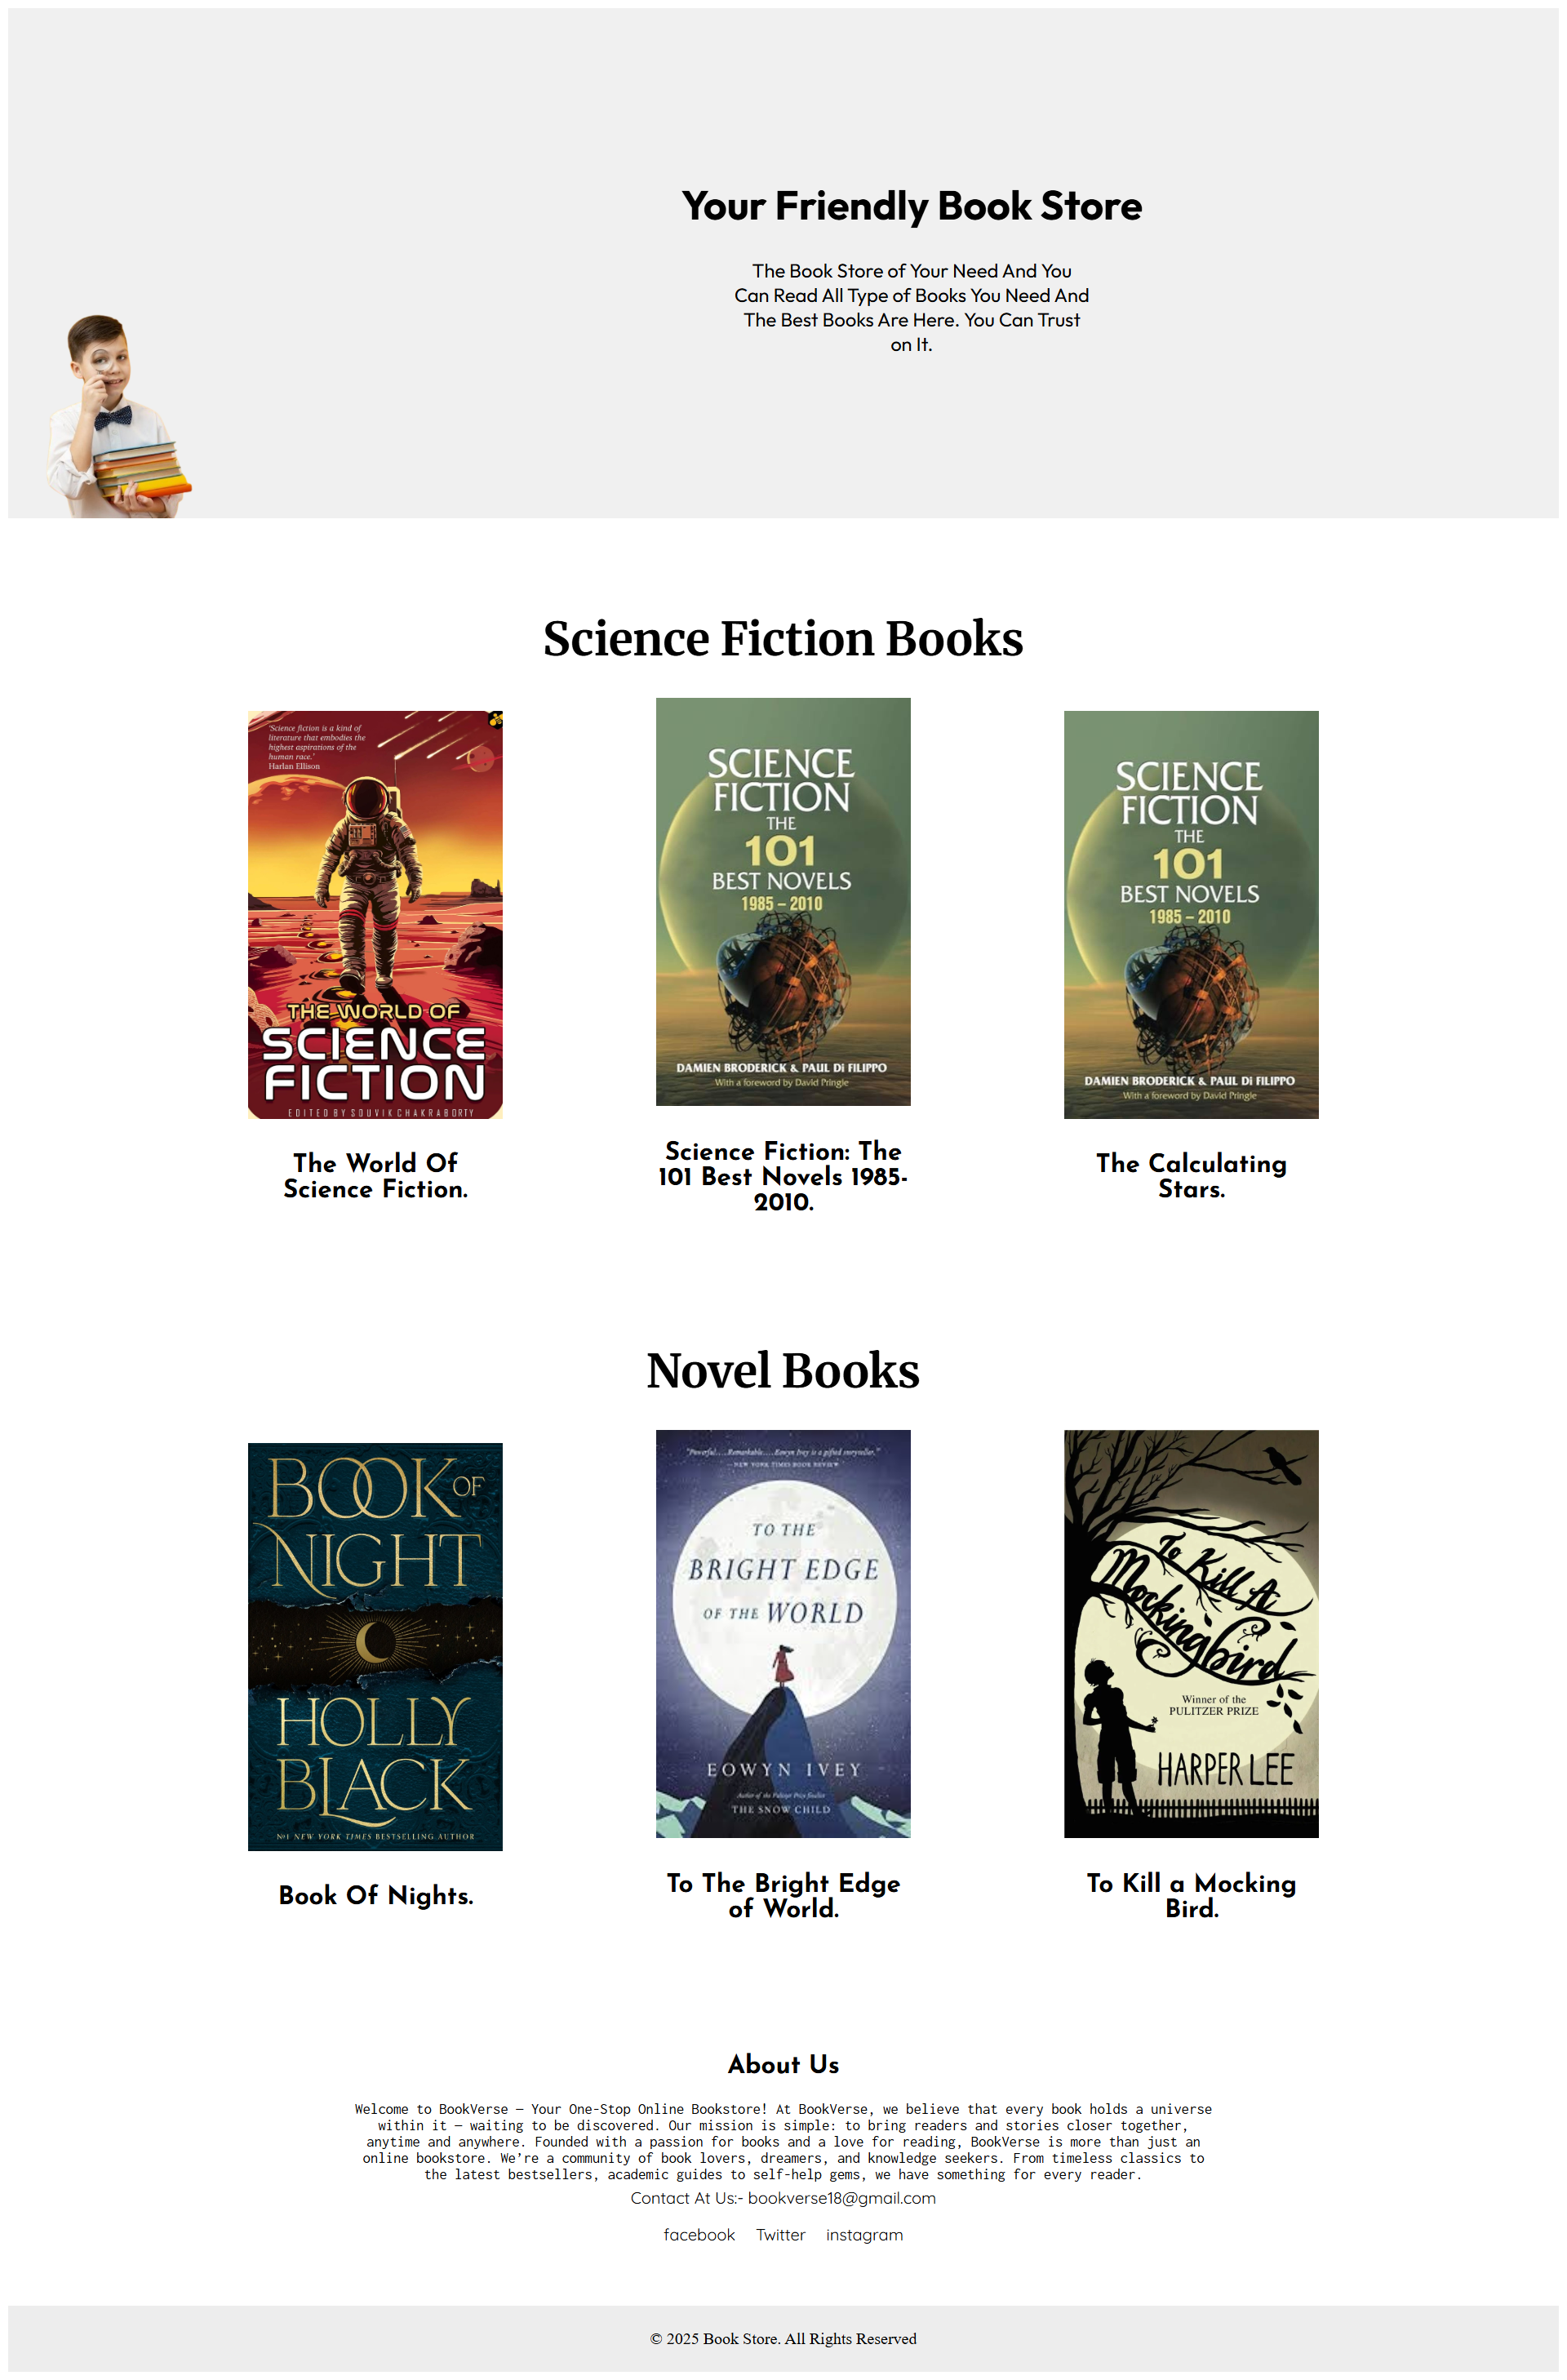 Your Friendly Book Store
The Book Store of Your Need And You
Can Read All Type of Books You Need And
The Best Books Are Here. You Can Trust
on It.
Science Fiction Books
'Science fiction is a kind of
literature that embodies the
highest aspirations of the
human race.'
Harlan Ellison
THE WORLD OF
SCIENCE
FICTION
EDITED BY SOUVIK CHAKRABORTY
The World Of
Science Fiction.
SCIENCE
FICTION
THE
101
BEST NOVELS
1985 – 2010
DAMIEN BRODERICK & PAUL Di FILIPPO
With a foreword by David Pringle
Science Fiction: The
101 Best Novels 1985-
2010.
SCIENCE
FICTION
THE
101
BEST NOVELS
1985 – 2010
DAMIEN BRODERICK & PAUL Di FILIPPO
With a foreword by David Pringle
The Calculating
Stars.
Novel Books
BOOK OF
NIGHT
HOLLY
BLACK
Nº1 NEW YORK TIMES BESTSELLING AUTHOR
Book Of Nights.
"Powerful....Remarkable....Eowyn Ivey is a gifted storyteller."
—NEW YORK TIMES BOOK REVIEW
TO THE
BRIGHT EDGE
OF THE WORLD
EOWYN IVEY
Author of the Pulitzer Prize finalist
THE SNOW CHILD
To The Bright Edge
of World.
To Kill A
Mockingbird
Winner of the
PULITZER PRIZE
HARPER LEE
To Kill a Mocking
Bird.
About Us
Welcome to BookVerse – Your One-Stop Online Bookstore! At BookVerse, we believe that every book holds a universe
within it – waiting to be discovered. Our mission is simple: to bring readers and stories closer together,
anytime and anywhere. Founded with a passion for books and a love for reading, BookVerse is more than just an
online bookstore. We’re a community of book lovers, dreamers, and knowledge seekers. From timeless classics to
the latest bestsellers, academic guides to self-help gems, we have something for every reader.
Contact At Us:- bookverse18@gmail.com
facebook Twitter instagram
© 2025 Book Store. All Rights Reserved